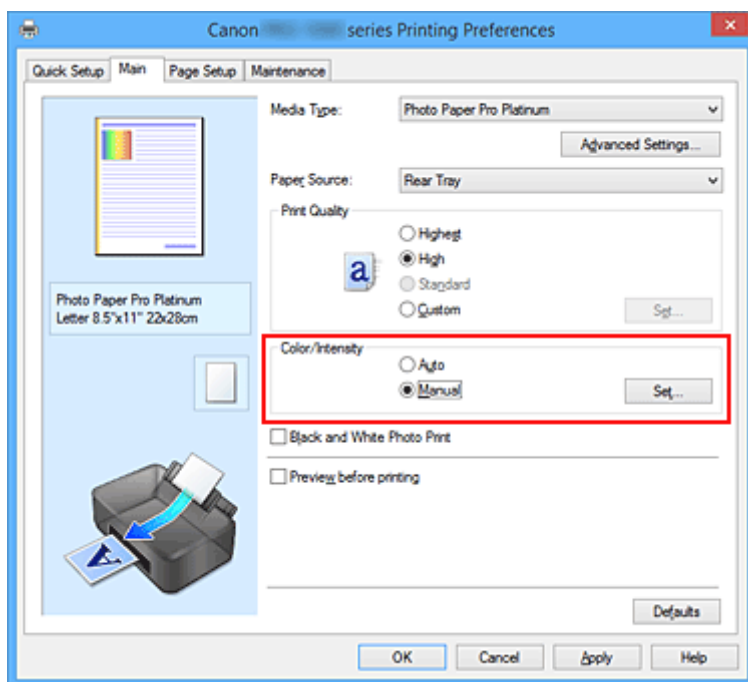 Canon series Printing Preferences
Quick Setup Main Page Setup Maintenance
Media Type: Photo Paper Pro Platinum
Advanced Settings...
Paper Source: Rear Tray
Print Quality
Highest
High
Standard
Custom Set...
Photo Paper Pro Platinum
Letter 8.5"x11" 22x28cm
Color/Intensity
Auto
Manual Set...
Black and White Photo Print
Preview before printing
Defaults
OK Cancel Apply Help